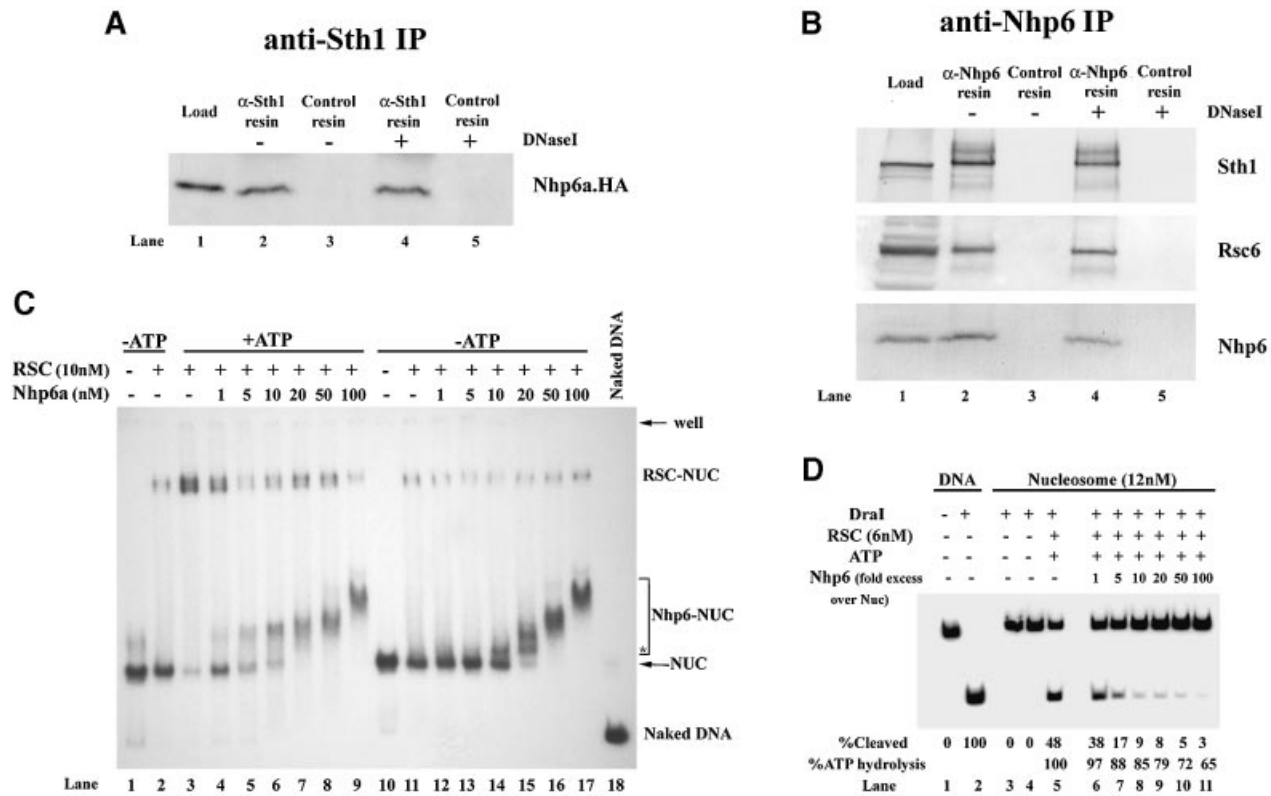 A
anti-Sth1 IP
Load α-Sth1 resin Control resin α-Sth1 resin Control resin
- - + + DNaseI
Nhp6a.HA
Lane 1 2 3 4 5
B
anti-Nhp6 IP
Load α-Nhp6 resin Control resin α-Nhp6 resin Control resin
- - + + DNaseI
Sth1
Rsc6
Nhp6
Lane 1 2 3 4 5
C
-ATP +ATP -ATP Naked DNA
RSC (10nM) - + + + + + + + + - + + + + + + +
Nhp6a (nM) - - - 1 5 10 20 50 100 - - 1 5 10 20 50 100
well
RSC-NUC
Nhp6-NUC
*
NUC
Naked DNA
Lane 1 2 3 4 5 6 7 8 9 10 11 12 13 14 15 16 17 18
D
DNA Nucleosome (12nM)
DraI - + + + + + + + + + +
RSC (6nM) - - - - + + + + + + +
ATP - - - - + + + + + + +
Nhp6 (fold excess over Nuc) - - - - - 1 5 10 20 50 100
%Cleaved 0 100 0 0 48 38 17 9 8 5 3
%ATP hydrolysis 100 97 88 85 79 72 65
Lane 1 2 3 4 5 6 7 8 9 10 11